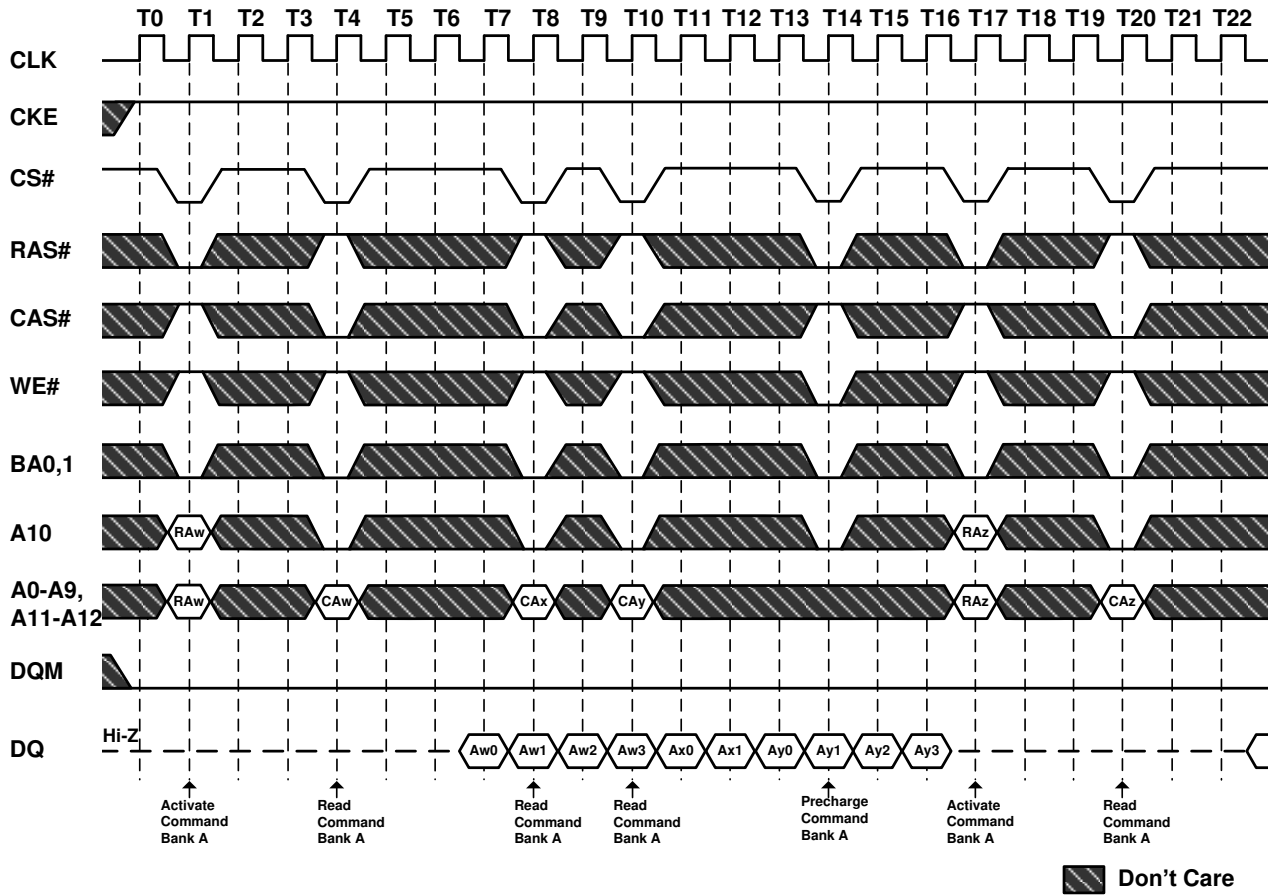 T0 T1 T2 T3 T4 T5 T6 T7 T8 T9 T10 T11 T12 T13 T14 T15 T16 T17 T18 T19 T20 T21 T22
CLK
CKE
CS#
RAS#
CAS#
WE#
BA0,1
A10 RAw RAz
A0-A9,
A11-A12 RAw CAw CAx CAy RAz CAz
DQM
DQ Hi-Z Aw0 Aw1 Aw2 Aw3 Ax0 Ax1 Ay0 Ay1 Ay2 Ay3
Activate
Command
Bank A
Read
Command
Bank A
Read
Command
Bank A
Read
Command
Bank A
Precharge
Command
Bank A
Activate
Command
Bank A
Read
Command
Bank A
Don't Care